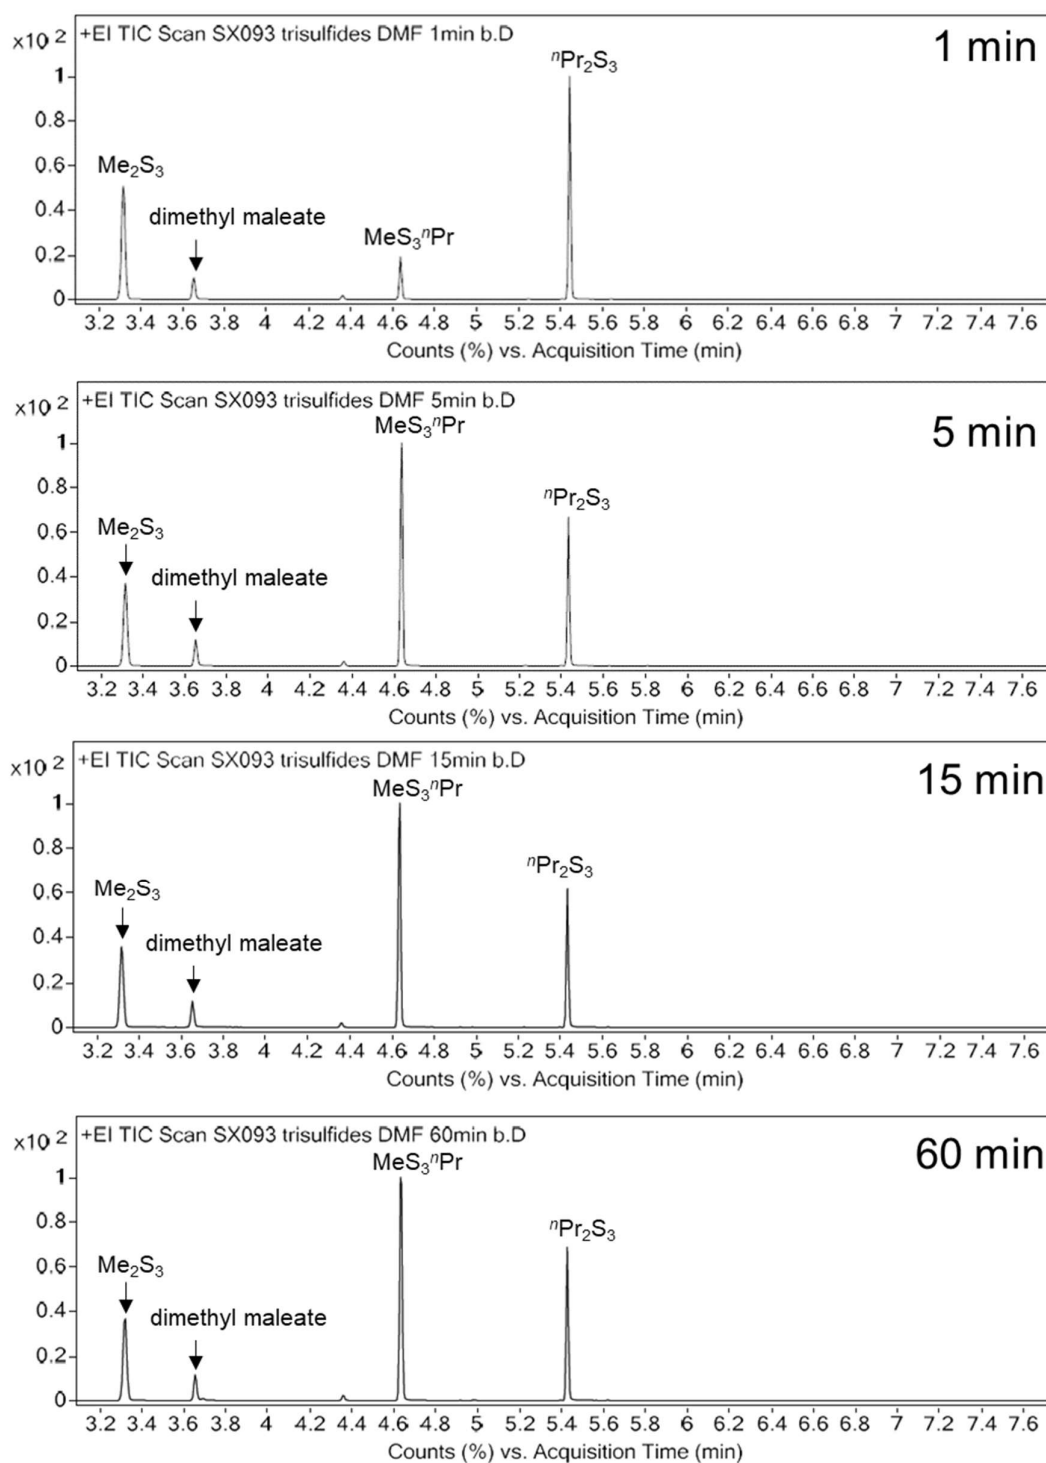 +EI TIC Scan SX093 trisulfides DMF 1min b.D
1 min
x10 2
1
0.8
0.6
0.4
0.2
0
Me2S3
dimethyl maleate
MeS3nPr
nPr2S3
3.2 3.4 3.6 3.8 4 4.2 4.4 4.6 4.8 5 5.2 5.4 5.6 5.8 6 6.2 6.4 6.6 6.8 7 7.2 7.4 7.6
Counts (%) vs. Acquisition Time (min)
+EI TIC Scan SX093 trisulfides DMF 5min b.D
5 min
x10 2
1
0.8
0.6
0.4
0.2
0
Me2S3
dimethyl maleate
MeS3nPr
nPr2S3
3.2 3.4 3.6 3.8 4 4.2 4.4 4.6 4.8 5 5.2 5.4 5.6 5.8 6 6.2 6.4 6.6 6.8 7 7.2 7.4 7.6
Counts (%) vs. Acquisition Time (min)
+EI TIC Scan SX093 trisulfides DMF 15min b.D
15 min
x10 2
1
0.8
0.6
0.4
0.2
0
Me2S3
dimethyl maleate
MeS3nPr
nPr2S3
3.2 3.4 3.6 3.8 4 4.2 4.4 4.6 4.8 5 5.2 5.4 5.6 5.8 6 6.2 6.4 6.6 6.8 7 7.2 7.4 7.6
Counts (%) vs. Acquisition Time (min)
+EI TIC Scan SX093 trisulfides DMF 60min b.D
60 min
x10 2
1
0.8
0.6
0.4
0.2
0
Me2S3
dimethyl maleate
MeS3nPr
nPr2S3
3.2 3.4 3.6 3.8 4 4.2 4.4 4.6 4.8 5 5.2 5.4 5.6 5.8 6 6.2 6.4 6.6 6.8 7 7.2 7.4 7.6
Counts (%) vs. Acquisition Time (min)